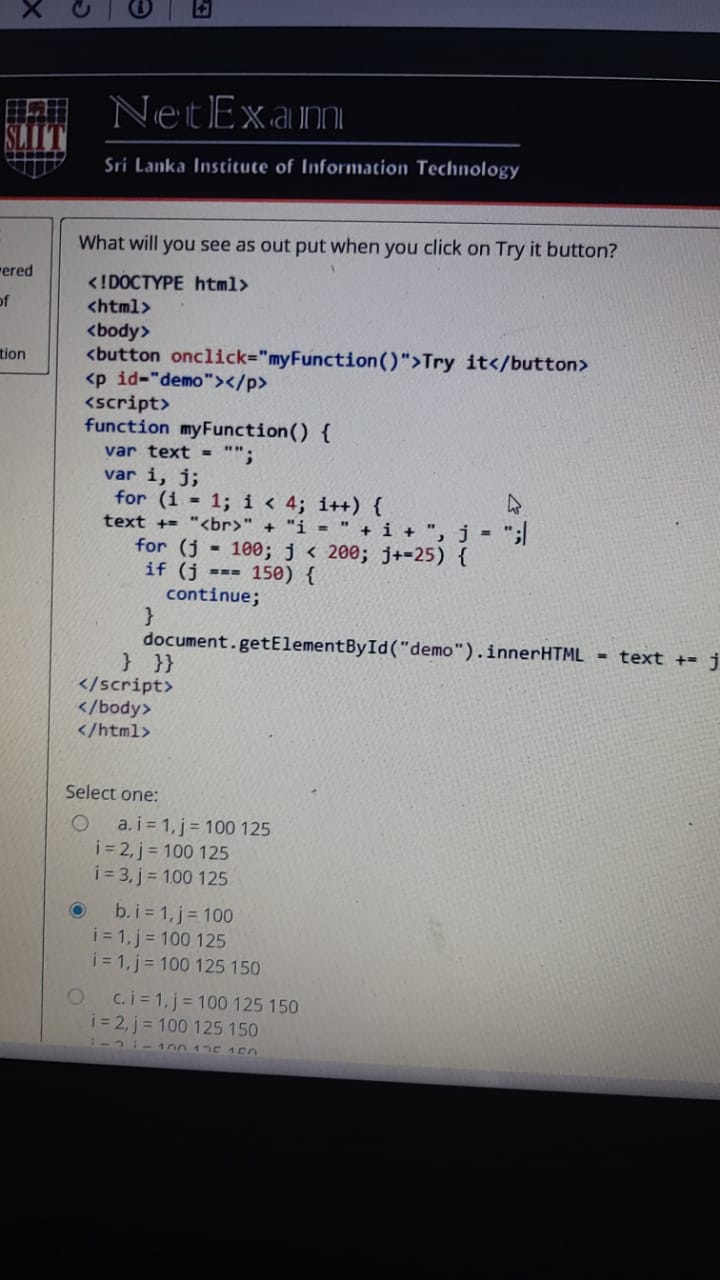 NetExam
SLIIT
Sri Lanka Institute of Information Technology
What will you see as out put when you click on Try it button?
ered
of
tion
<!DOCTYPE html>
<html>
<body>
<button onclick="myFunction()">Try it</button>
<p id="demo"></p>
<script>
function myFunction() {
var text = "";
var i, j;
for (i = 1; i < 4; i++) {
text += "<br>" + "i = " + i + ", j = ";
for (j = 100; j < 200; j+=25) {
if (j === 150) {
continue;
}
document.getElementById("demo").innerHTML = text += j
} }}
</script>
</body>
</html>
Select one:
a. i = 1, j = 100 125
i = 2, j = 100 125
i = 3, j = 100 125
b. i = 1, j = 100
i = 1, j = 100 125
i = 1, j = 100 125 150
c. i = 1, j = 100 125 150
i = 2, j = 100 125 150